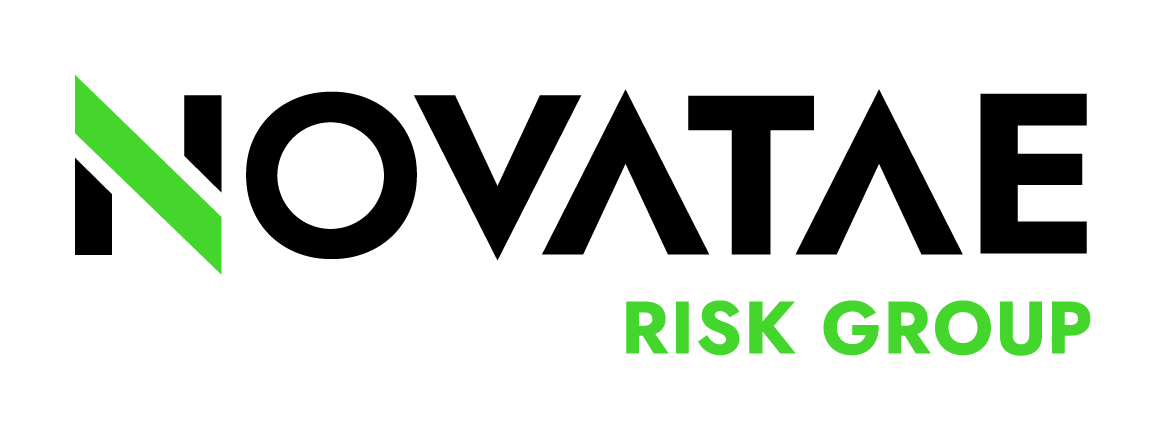 NOVATAE
RISK GROUP